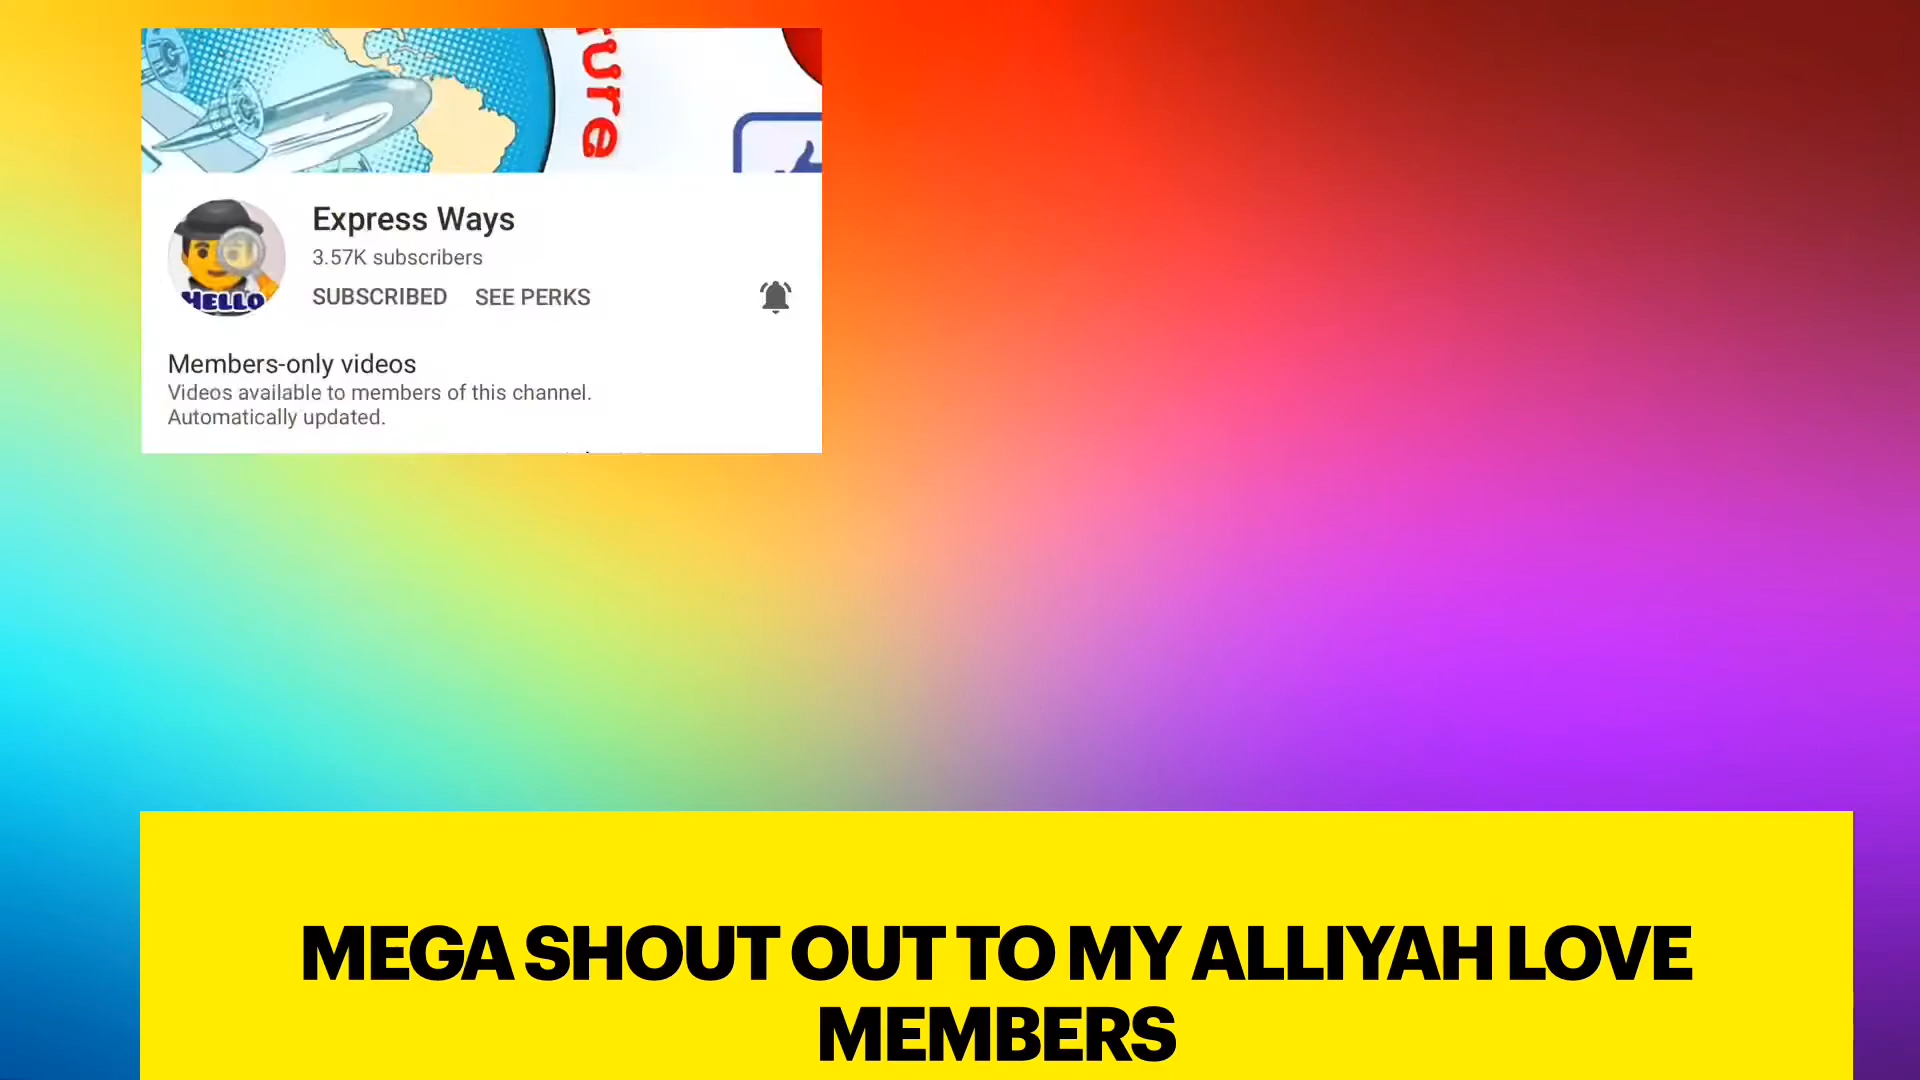 ture
Express Ways
3.57K subscribers
SUBSCRIBED SEE PERKS
HELLO
Members-only videos
Videos available to members of this channel.
Automatically updated.
MEGA SHOUT OUT TO MY ALLIYAH LOVE
MEMBERS